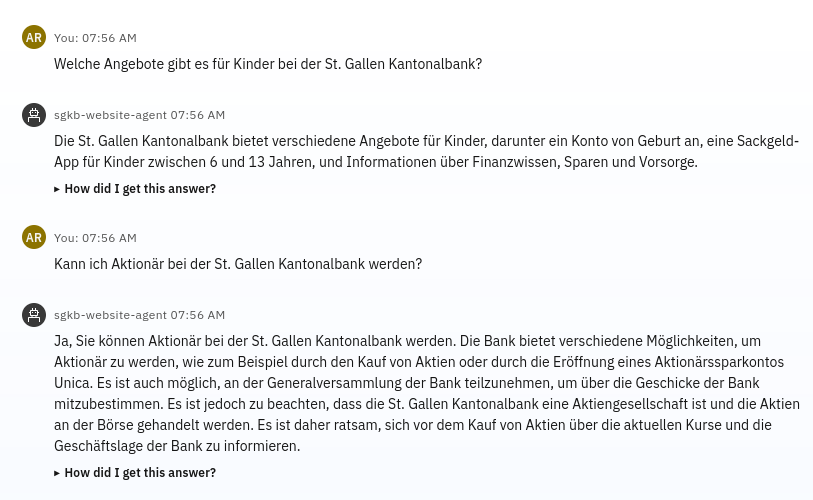 AR You: 07:56 AM
Welche Angebote gibt es für Kinder bei der St. Gallen Kantonalbank?
sgkb-website-agent 07:56 AM
Die St. Gallen Kantonalbank bietet verschiedene Angebote für Kinder, darunter ein Konto von Geburt an, eine Sackgeld-
App für Kinder zwischen 6 und 13 Jahren, und Informationen über Finanzwissen, Sparen und Vorsorge.
▸ How did I get this answer?
AR You: 07:56 AM
Kann ich Aktionär bei der St. Gallen Kantonalbank werden?
sgkb-website-agent 07:56 AM
Ja, Sie können Aktionär bei der St. Gallen Kantonalbank werden. Die Bank bietet verschiedene Möglichkeiten, um
Aktionär zu werden, wie zum Beispiel durch den Kauf von Aktien oder durch die Eröffnung eines Aktionärssparkontos
Unica. Es ist auch möglich, an der Generalversammlung der Bank teilzunehmen, um über die Geschicke der Bank
mitzubestimmen. Es ist jedoch zu beachten, dass die St. Gallen Kantonalbank eine Aktiengesellschaft ist und die Aktien
an der Börse gehandelt werden. Es ist daher ratsam, sich vor dem Kauf von Aktien über die aktuellen Kurse und die
Geschäftslage der Bank zu informieren.
▸ How did I get this answer?